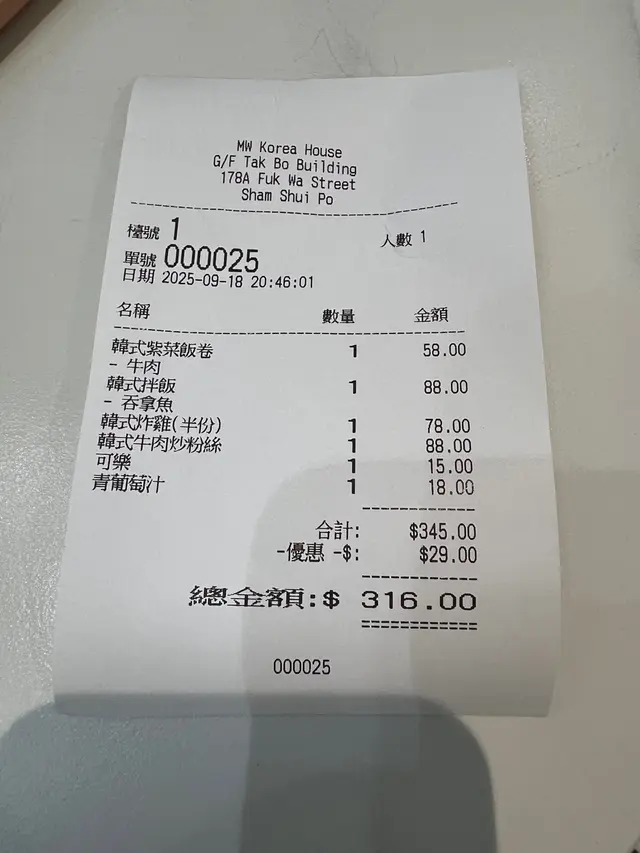 MW Korea House
G/F Tak Bo Building
178A Fuk Wa Street
Sham Shui Po
檯號 1 人數 1
單號 000025
日期 2025-09-18 20:46:01
名稱 數量 金額
韓式紫菜飯卷 1 58.00
- 牛肉
韓式拌飯 1 88.00
- 吞拿魚
韓式炸雞(半份) 1 78.00
韓式牛肉炒粉絲 1 88.00
可樂 1 15.00
青葡萄汁 1 18.00
合計: $345.00
-優惠 -$: $29.00
總金額:$ 316.00
000025